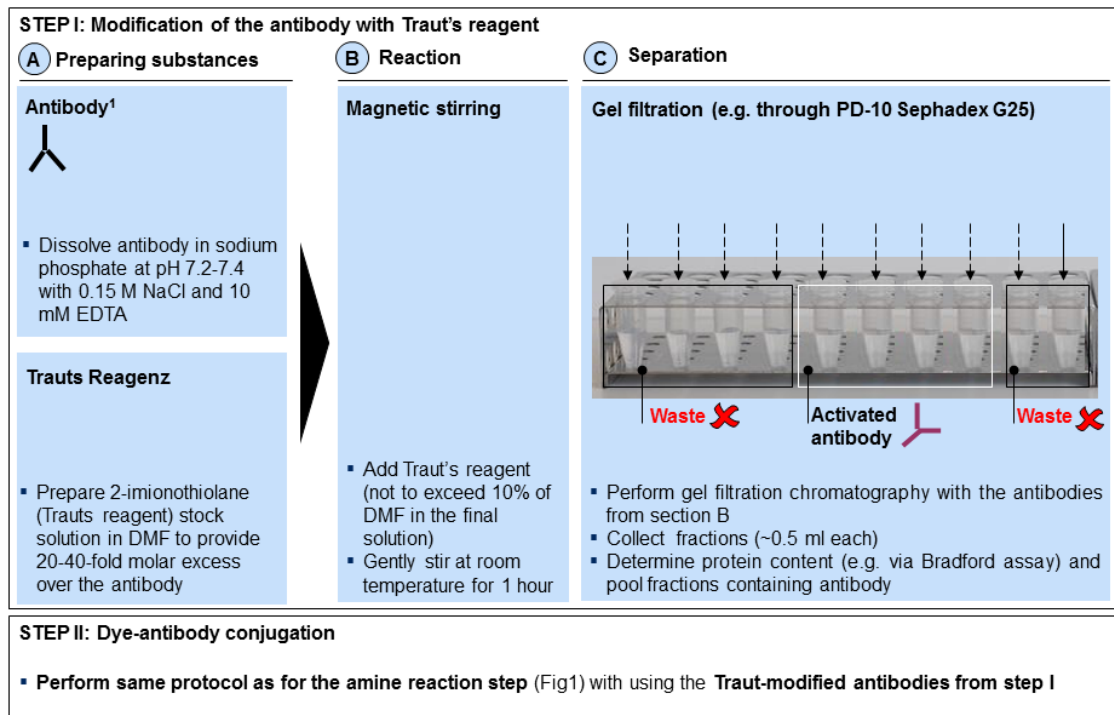 STEP I: Modification of the antibody with Traut’s reagent
A Preparing substances
B Reaction
C Separation
Antibody¹
▪ Dissolve antibody in sodium
phosphate at pH 7.2-7.4
with 0.15 M NaCl and 10
mM EDTA
Trauts Reagenz
▪ Prepare 2-imionothiolane
(Trauts reagent) stock
solution in DMF to provide
20-40-fold molar excess
over the antibody
Magnetic stirring
▪ Add Traut’s reagent
(not to exceed 10% of
DMF in the final
solution)
▪ Gently stir at room
temperature for 1 hour
Gel filtration (e.g. through PD-10 Sephadex G25)
Waste
Activated
antibody
Waste
▪ Perform gel filtration chromatography with the antibodies
from section B
▪ Collect fractions (~0.5 ml each)
▪ Determine protein content (e.g. via Bradford assay) and
pool fractions containing antibody
STEP II: Dye-antibody conjugation
▪ Perform same protocol as for the amine reaction step (Fig1) with using the Traut-modified antibodies from step I